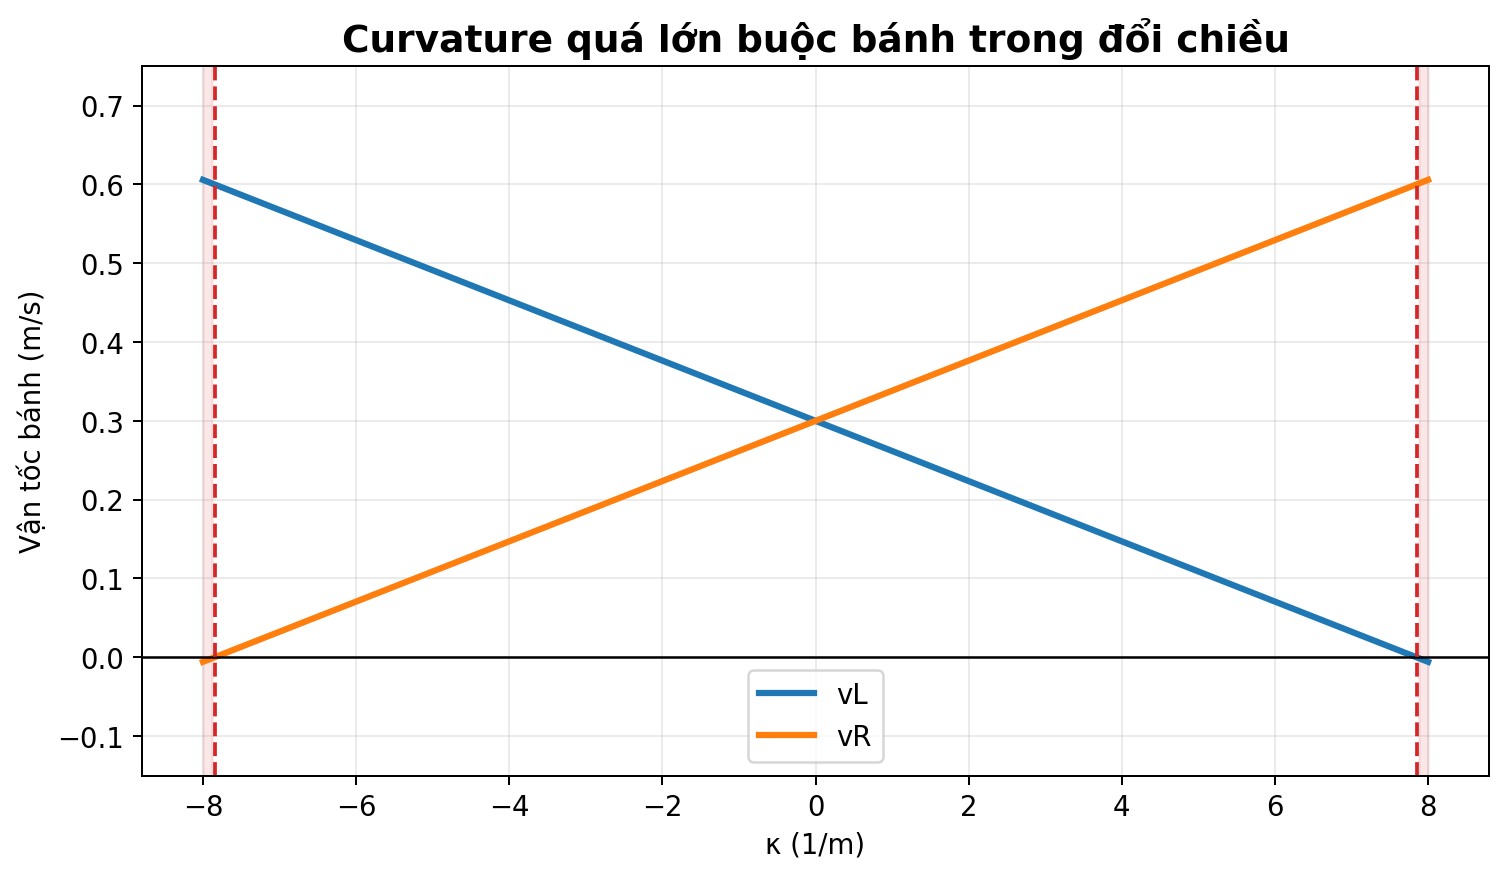 Curvature quá lớn buộc bánh trong đổi chiều
Vận tốc bánh (m/s)
0.7
0.6
0.5
0.4
0.3
0.2
0.1
0.0
−0.1
vL
vR
−8 −6 −4 −2 0 2 4 6 8
κ (1/m)